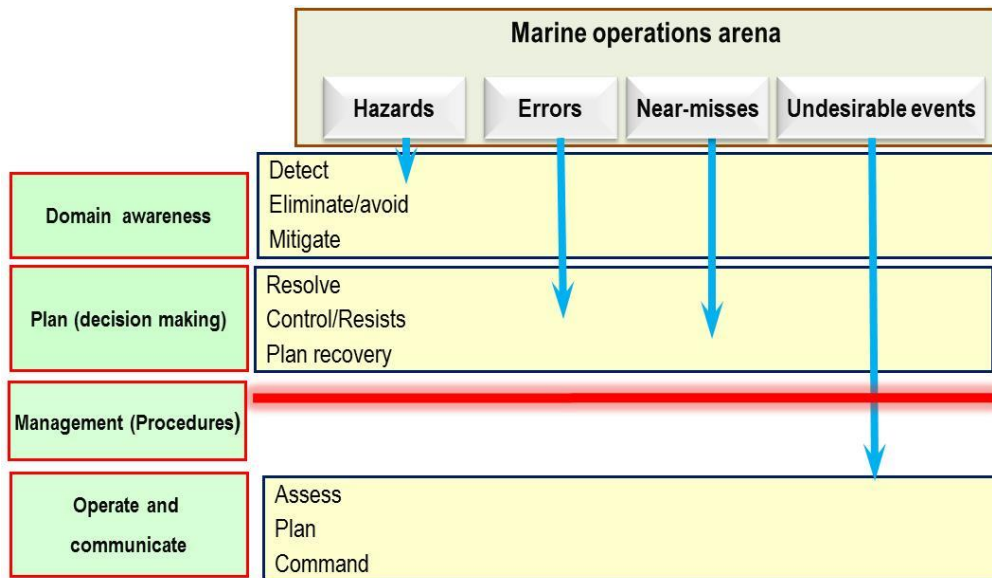 Marine operations arena
Hazards
Errors
Near-misses
Undesirable events
Domain awareness
Detect
Eliminate/avoid
Mitigate
Plan (decision making)
Resolve
Control/Resists
Plan recovery
Management (Procedures)
Operate and
communicate
Assess
Plan
Command